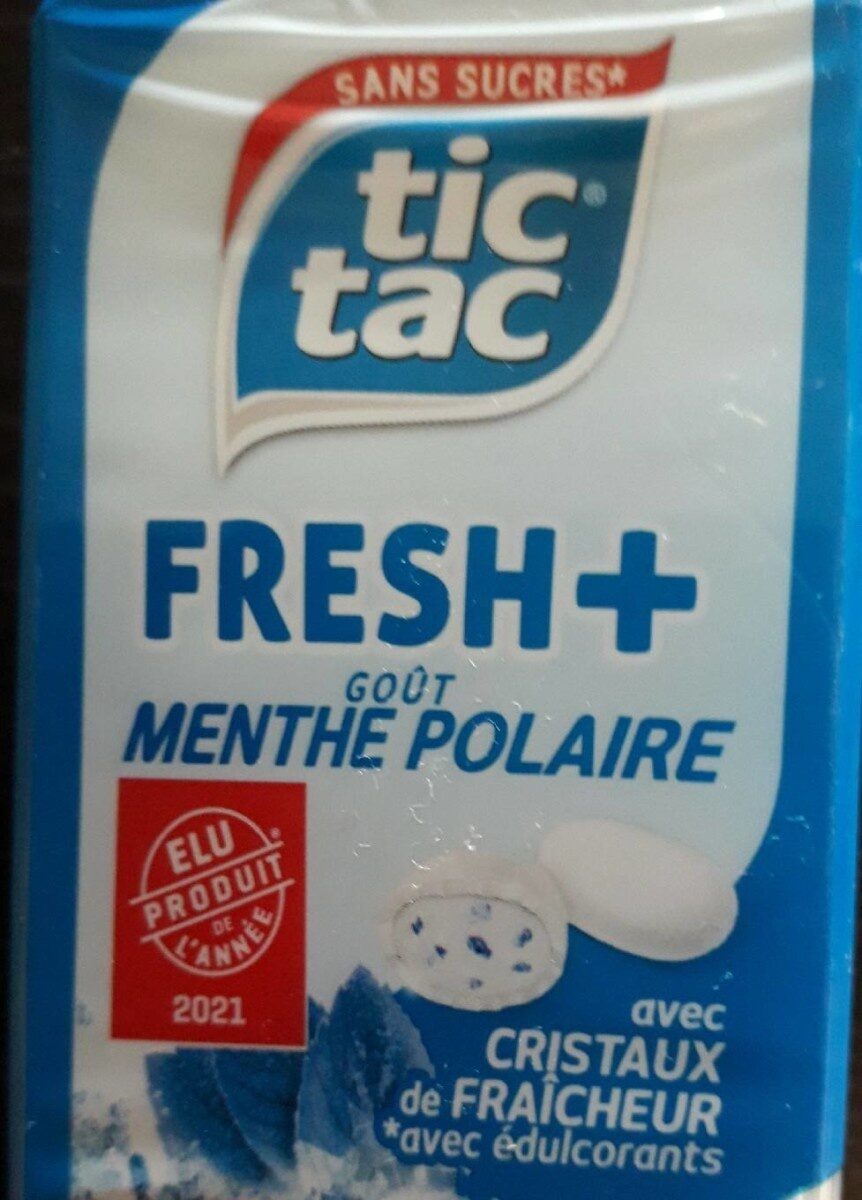 SANS SUCRES*
tic®
tac
FRESH+
GOÛT
MENTHE POLAIRE
ELU®
PRODUIT
DE
L'ANNÉE
2021
avec
CRISTAUX
de FRAÎCHEUR
*avec édulcorants